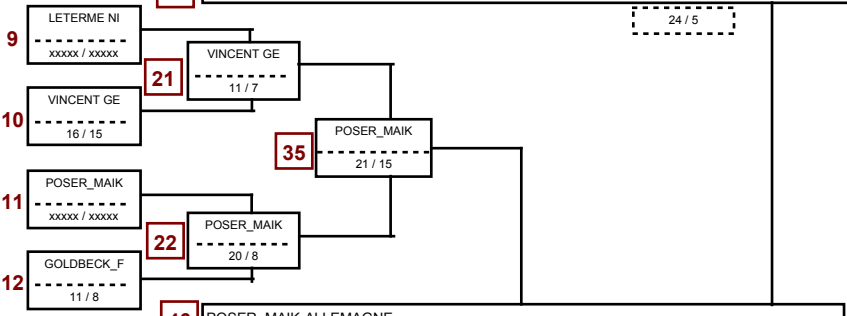 24 / 5
9
LETERME NI
xxxxx / xxxxx
21
VINCENT GE
11 / 7
10
VINCENT GE
16 / 15
35
POSER_MAIK
21 / 15
11
POSER_MAIK
xxxxx / xxxxx
22
POSER_MAIK
20 / 8
12
GOLDBECK_F
11 / 8
POSER_MAIK ALLEMAGNE